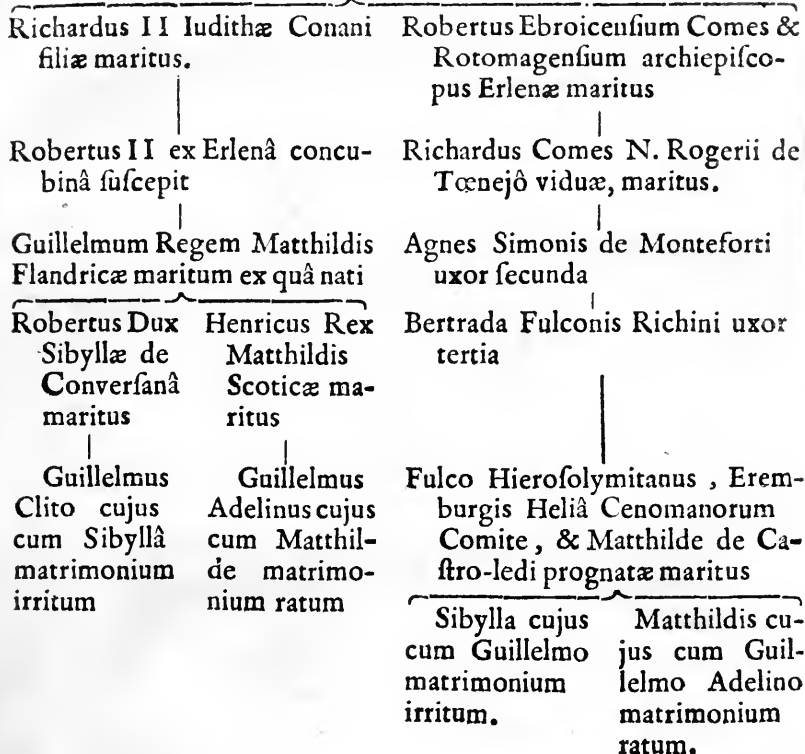 Richardus II Iudithæ Conani
filiæ maritus.
Robertus Ebroicenſium Comes &
Rotomagenſium archiepiſco-
pus Erlenæ maritus
Robertus II ex Erlenâ concu-
binâ ſuſcepit
Richardus Comes N. Rogerii de
Tœnejô viduæ, maritus.
Guillelmum Regem Matthildis
Flandricæ maritum ex quâ nati
Agnes Simonis de Monteforti
uxor ſecunda
Robertus Dux
Sibyllæ de
Converſanâ
maritus
Henricus Rex
Matthildis
Scoticæ ma-
ritus
Bertrada Fulconis Richini uxor
tertia
Guillelmus
Clito cujus
cum Sibyllâ
matrimonium
irritum
Guillelmus
Adelinus cujus
cum Matthil-
de matrimo-
nium ratum
Fulco Hieroſolymitanus , Erem-
burgis Heliâ Cenomanorum
Comite, & Matthilde de Ca-
ſtro-ledi prognatæ maritus
Sibylla cujus
cum Guillelmo
matrimonium
irritum.
Matthildis cu-
jus cum Guil-
lelmo Adelino
matrimonium
ratum.